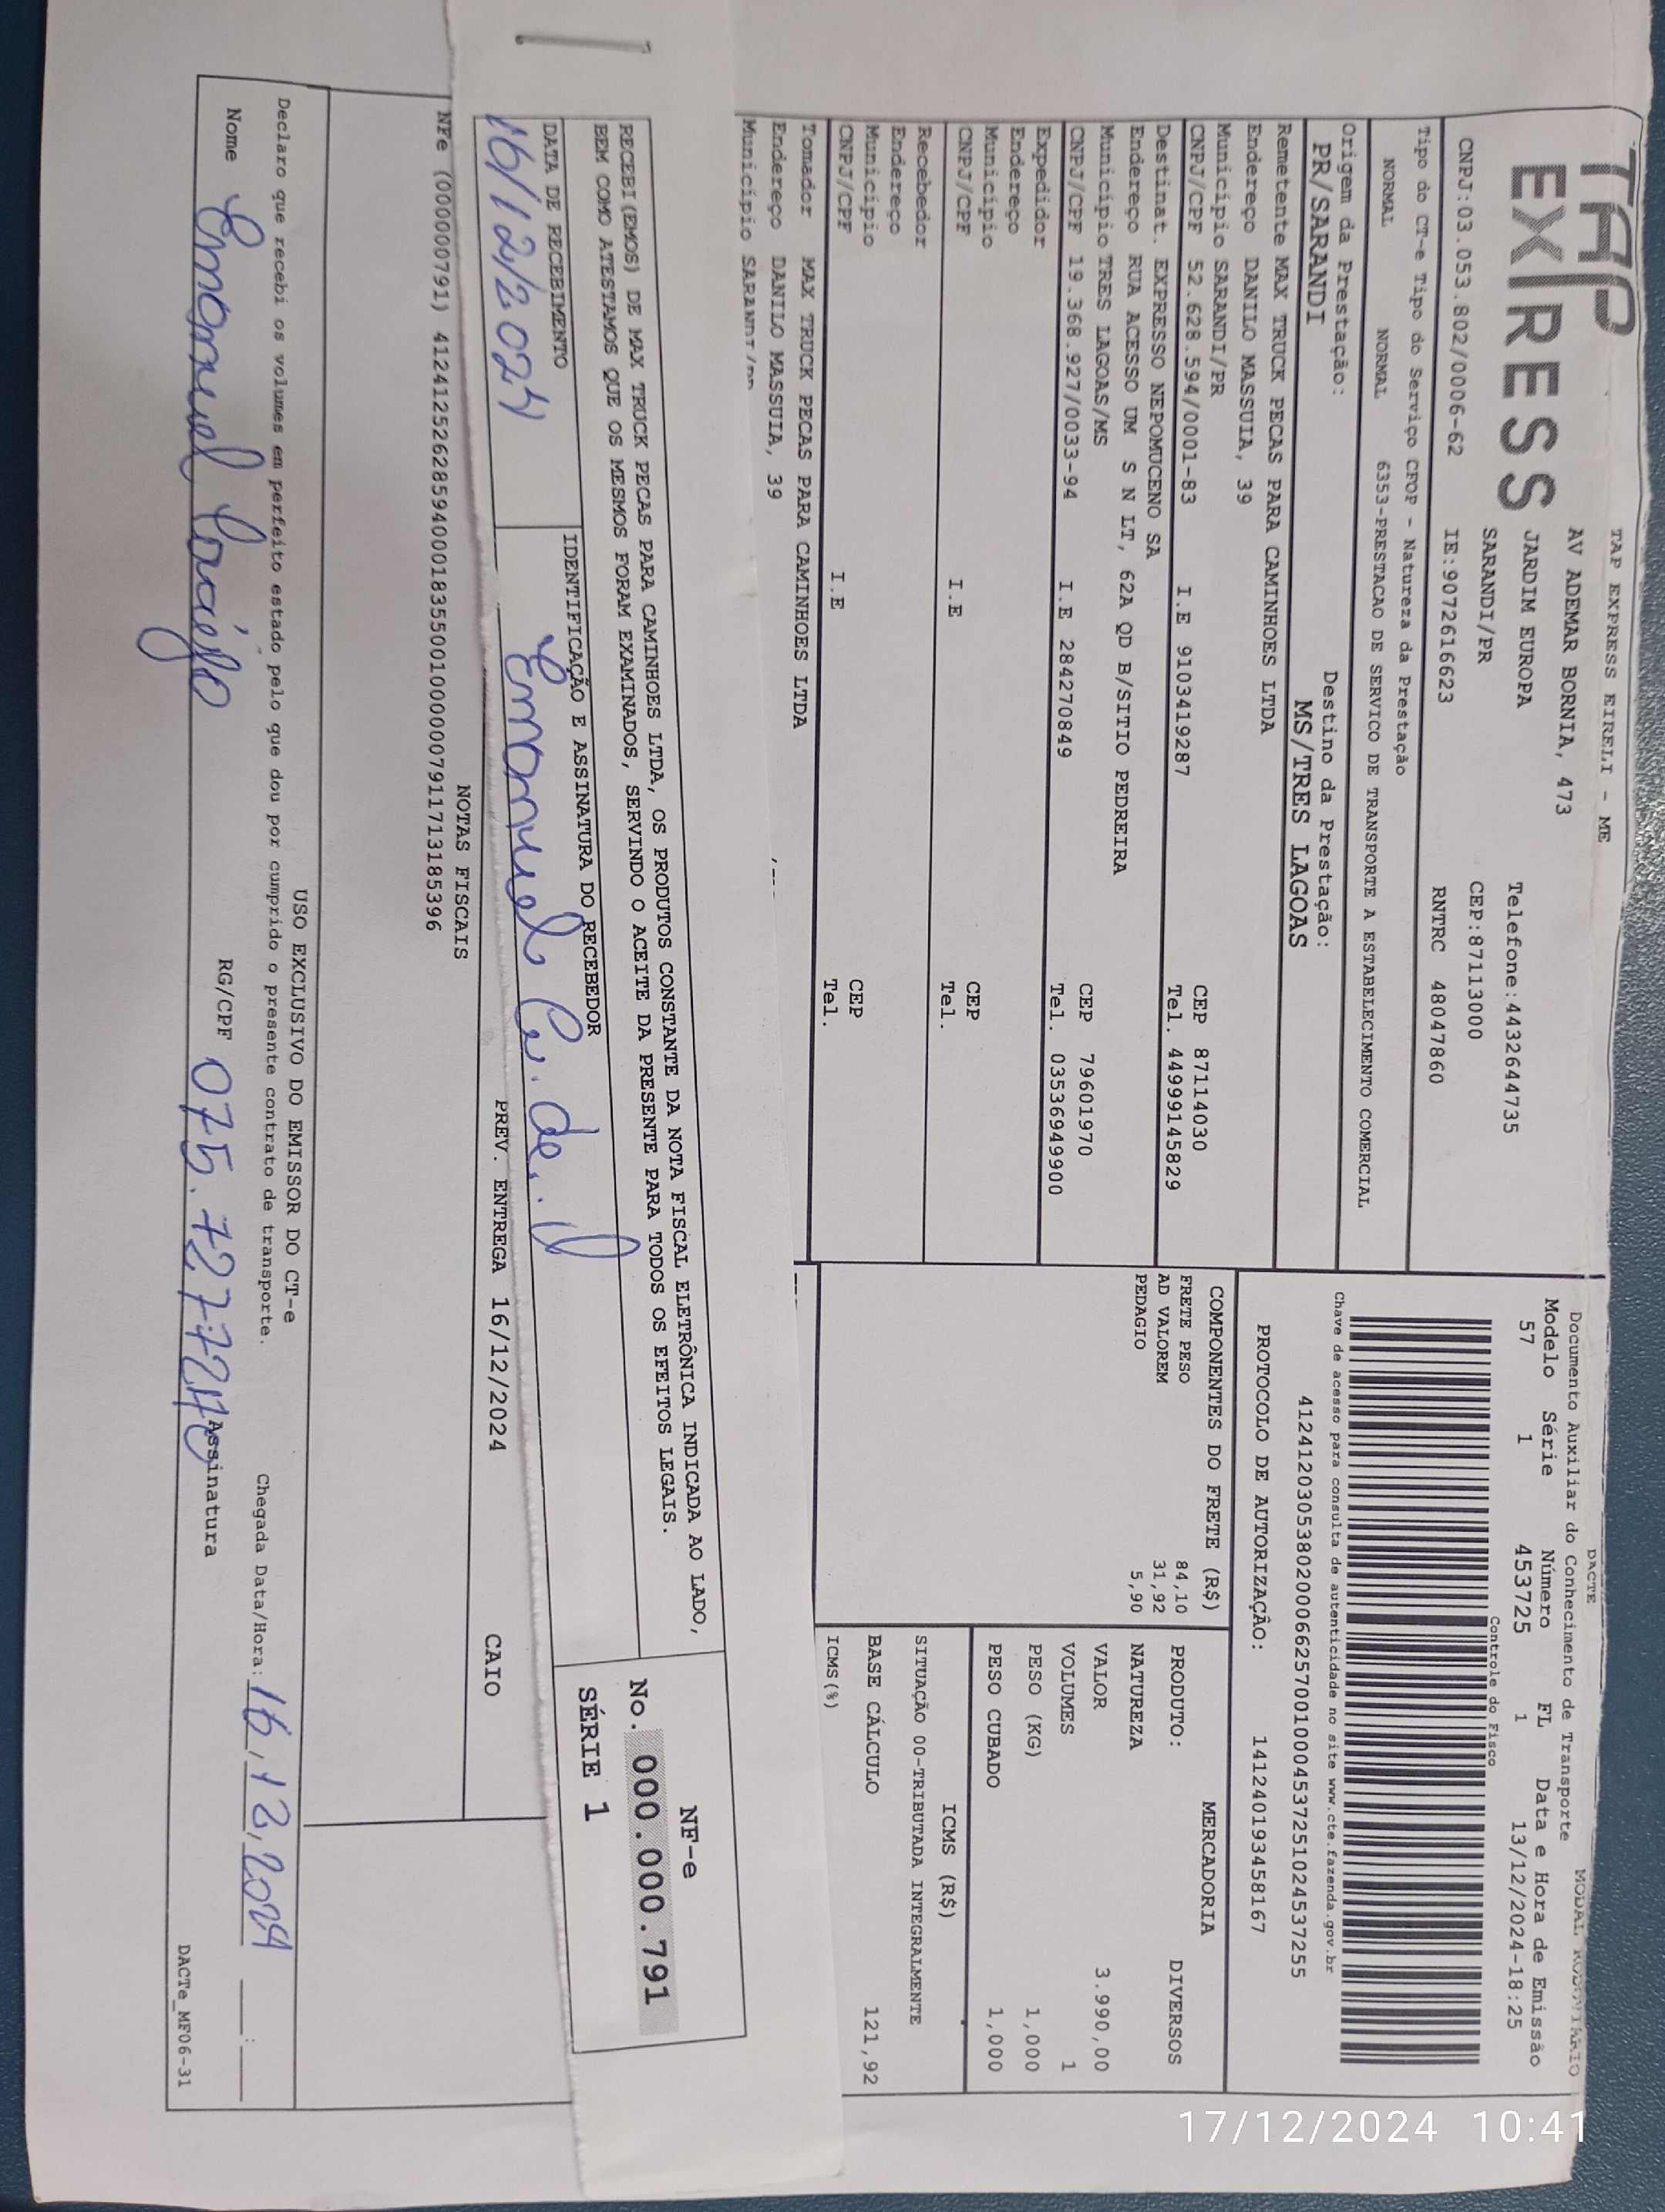 TAP
EXPRESS
TAP EXPRESS EIRELI - ME
AV ADEMAR BORNIA, 473
JARDIM EUROPA Telefone:4432644735
SARANDI/PR CEP:87113000
CNPJ:03.053.802/0006-62 IE:9072616623 RNTRC 48047860
Tipo do CT-e Tipo do Serviço CFOP - Natureza da Prestação
NORMAL NORMAL 6353-PRESTACAO DE SERVICO DE TRANSPORTE A ESTABELECIMENTO COMERCIAL
Origem da Prestação: Destino da Prestação:
PR/SARANDI MS/TRES LAGOAS
DACTE MODAL RODOVIÁRIO
Documento Auxiliar do Conhecimento de Transporte
Modelo Série Número FL Data e Hora de Emissão
57 1 453725 1 13/12/2024-18:25
Controle do Fisco
Chave de acesso para consulta de autenticidade no site www.cte.fazenda.gov.br
41241203053802000662570010004537251024537255
PROTOCOLO DE AUTORIZAÇÃO: 141240193458167
Remetente MAX TRUCK PECAS PARA CAMINHOES LTDA
Endereço DANILO MASSUIA, 39
Município SARANDI/PR CEP 87114030
CNPJ/CPF 52.628.594/0001-83 I.E 9103419287 Tel. 44999145829
Destinat. EXPRESSO NEPOMUCENO SA
Endereço RUA ACESSO UM S N LT, 62A QD B/SITIO PEDREIRA
Município TRES LAGOAS/MS CEP 79601970
CNPJ/CPF 19.368.927/0033-94 I.E 284270849 Tel. 03536949900
Expedidor
Endereço
Município CEP
CNPJ/CPF I.E Tel.
Recebedor
Endereço
Município CEP
CNPJ/CPF I.E Tel.
Tomador MAX TRUCK PECAS PARA CAMINHOES LTDA
Endereço DANILO MASSUIA, 39
Município SARANDI/PR
COMPONENTES DO FRETE (R$)
FRETE PESO 84,10
AD VALOREM 31,92
PEDAGIO 5,90
MERCADORIA
PRODUTO: DIVERSOS
NATUREZA
VALOR 3.990,00
VOLUMES 1
PESO (KG) 1,000
PESO CUBADO 1,000
ICMS (R$)
SITUAÇÃO 00-TRIBUTADA INTEGRALMENTE
BASE CÁLCULO 121,92
ICMS(%)
RECEBI(EMOS) DE MAX TRUCK PECAS PARA CAMINHOES LTDA, OS PRODUTOS CONSTANTE DA NOTA FISCAL ELETRÔNICA INDICADA AO LADO,
BEM COMO ATESTAMOS QUE OS MESMOS FORAM EXAMINADOS, SERVINDO O ACEITE DA PRESENTE PARA TODOS OS EFEITOS LEGAIS.
DATA DE RECEBIMENTO IDENTIFICAÇÃO E ASSINATURA DO RECEBEDOR
16/12/2024 Emanuel
NF-e
No. 000.000.791
SÉRIE 1
PREV. ENTREGA 16/12/2024 CAIO
NOTAS FISCAIS
NFe (000000791) 41241252628594000183550010000007911713185396
USO EXCLUSIVO DO EMISSOR DO CT-e
Declaro que recebi os volumes em perfeito estado pelo que dou por cumprido o presente contrato de transporte. Chegada Data/Hora: 16,12,2024 __:__
Nome Emanuel RG/CPF Assinatura
DACTe_MF06-31
17/12/2024 10:41